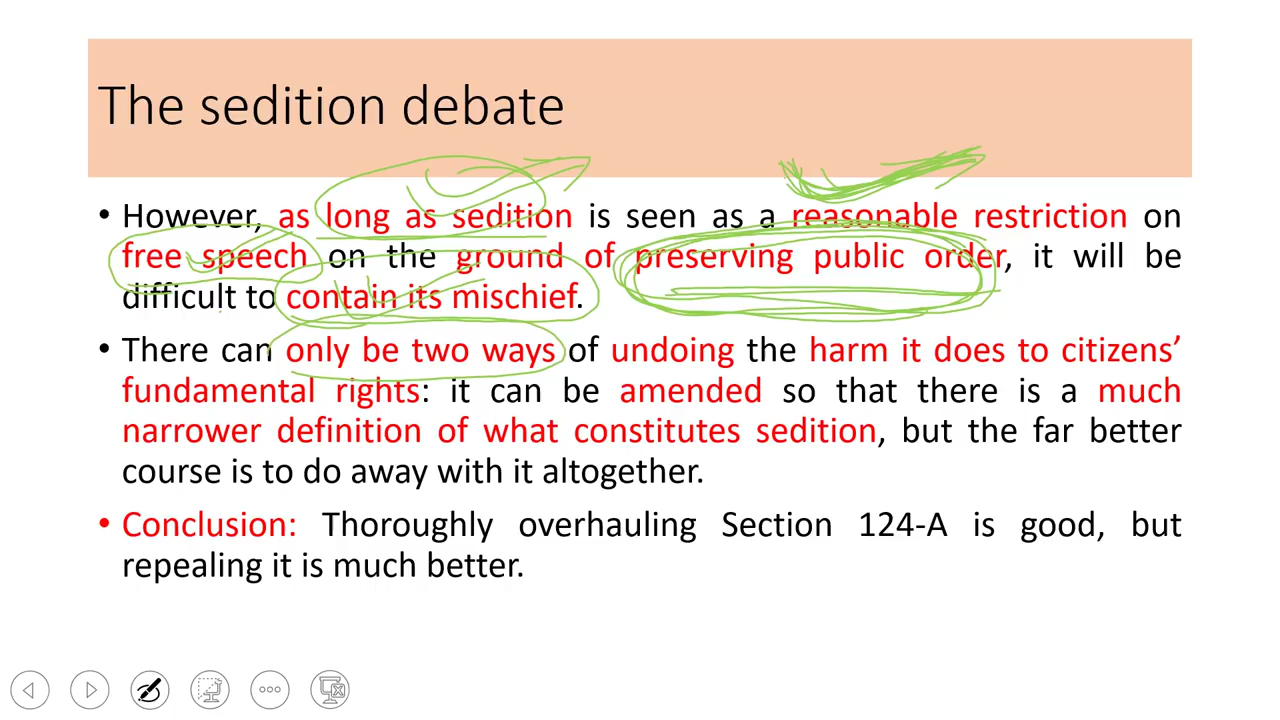 The sedition debate
• However, as long as sedition is seen as a reasonable restriction on
free speech on the ground of preserving public order, it will be
difficult to contain its mischief.
• There can only be two ways of undoing the harm it does to citizens’
fundamental rights: it can be amended so that there is a much
narrower definition of what constitutes sedition, but the far better
course is to do away with it altogether.
• Conclusion: Thoroughly overhauling Section 124-A is good, but
repealing it is much better.